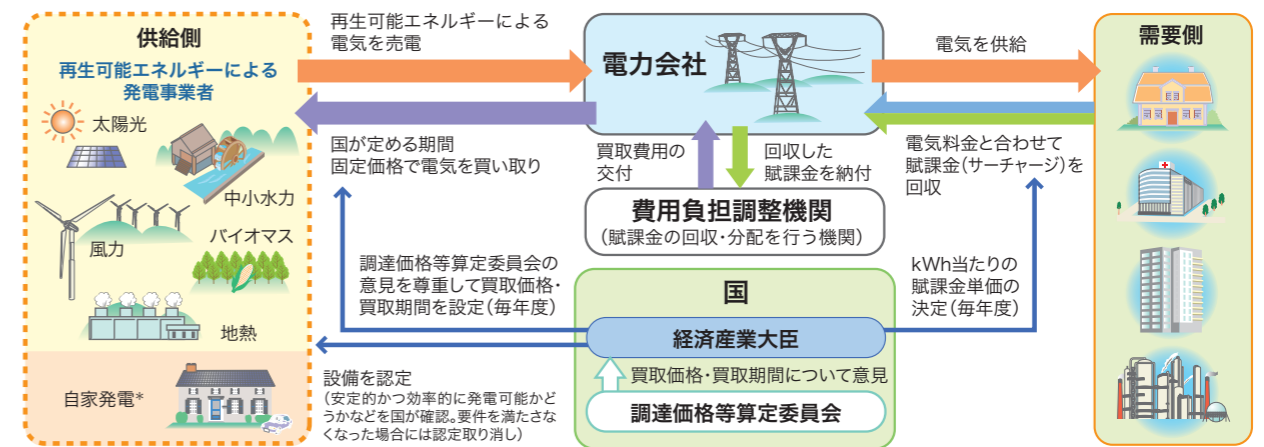 供給側
再生可能エネルギーによる
発電事業者
太陽光
中小水力
風力
バイオマス
地熱
自家発電*
再生可能エネルギーによる
電気を売電
国が定める期間
固定価格で電気を買い取り
調達価格等算定委員会の
意見を尊重して買取価格・
買取期間を設定(毎年度)
設備を認定
(安定的かつ効率的に発電可能かど
うかなどを国が確認。要件を満たさな
くなった場合には認定取り消し)
電力会社
買取費用の
交付
回収した
賦課金を納付
費用負担調整機関
(賦課金の回収・分配を行う機関)
国
経済産業大臣
買取価格・買取期間について意見
調達価格等算定委員会
電気を供給
電気料金と合わせて
賦課金(サーチャージ)を
回収
kWh当たりの
賦課金単価の
決定(毎年度)
需要側